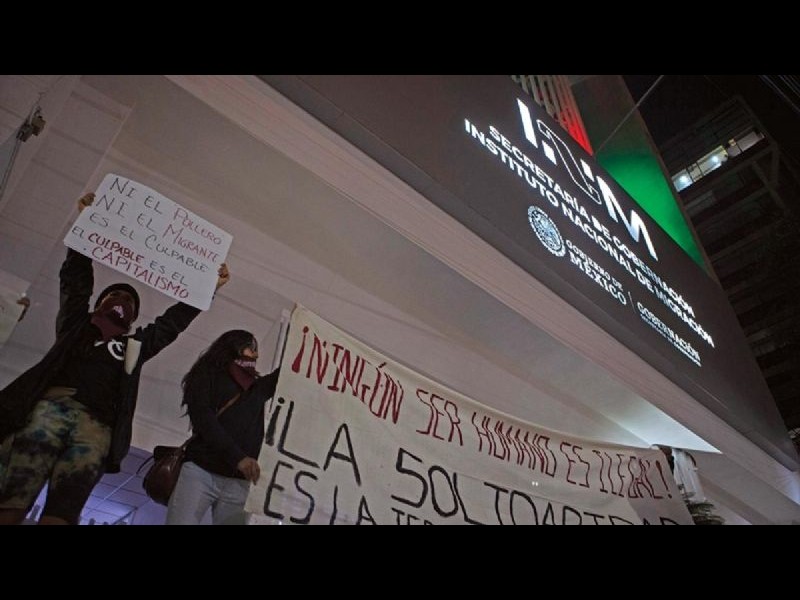 NI EL POLLERO
NI EL MIGRANTE
ES EL CULPABLE
EL CULPABLE ES EL
CAPITALISMO
INM
SECRETARÍA DE GOBERNACIÓN
INSTITUTO NACIONAL DE MIGRACIÓN
GOBIERNO DE
MÉXICO
GOBERNACIÓN
¡NINGÚN SER HUMANO ES ILEGAL!
¡LA SOLIDARIDAD
ES LA